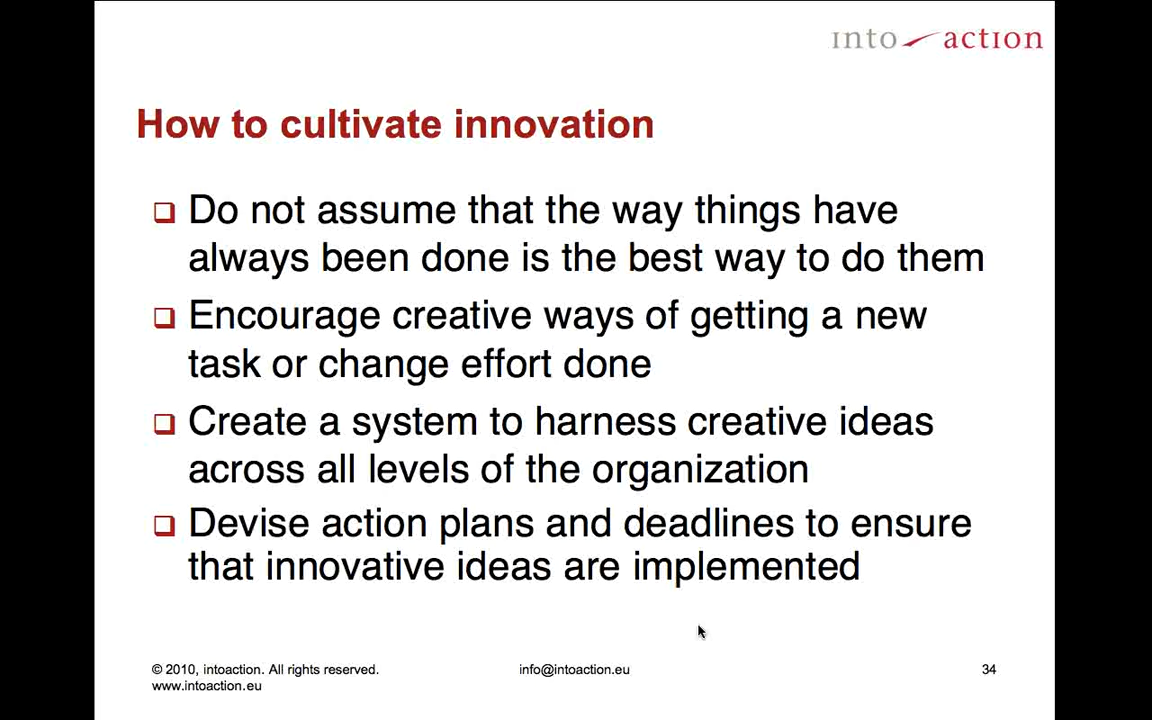 into action
How to cultivate innovation
❑ Do not assume that the way things have
always been done is the best way to do them
❑ Encourage creative ways of getting a new
task or change effort done
❑ Create a system to harness creative ideas
across all levels of the organization
❑ Devise action plans and deadlines to ensure
that innovative ideas are implemented
© 2010, intoaction. All rights reserved. info@intoaction.eu 34
www.intoaction.eu